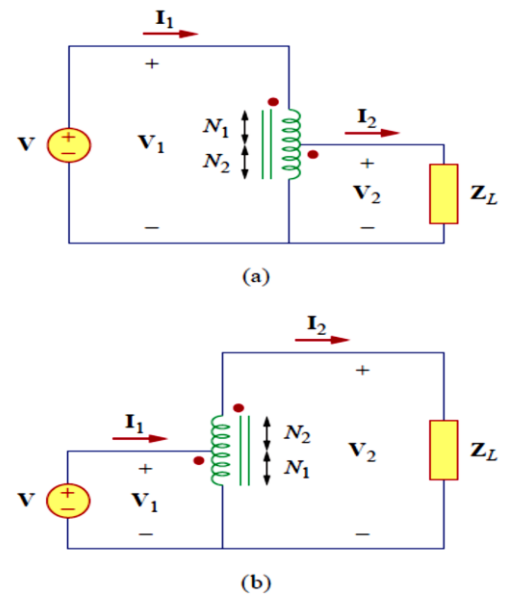 I1
+
N1
I2
V
+
−
V1
N2
+
V2
ZL
−
−
(a)
I2
+
I1
N2
V2
ZL
+
N1
V
+
−
V1
−
−
(b)